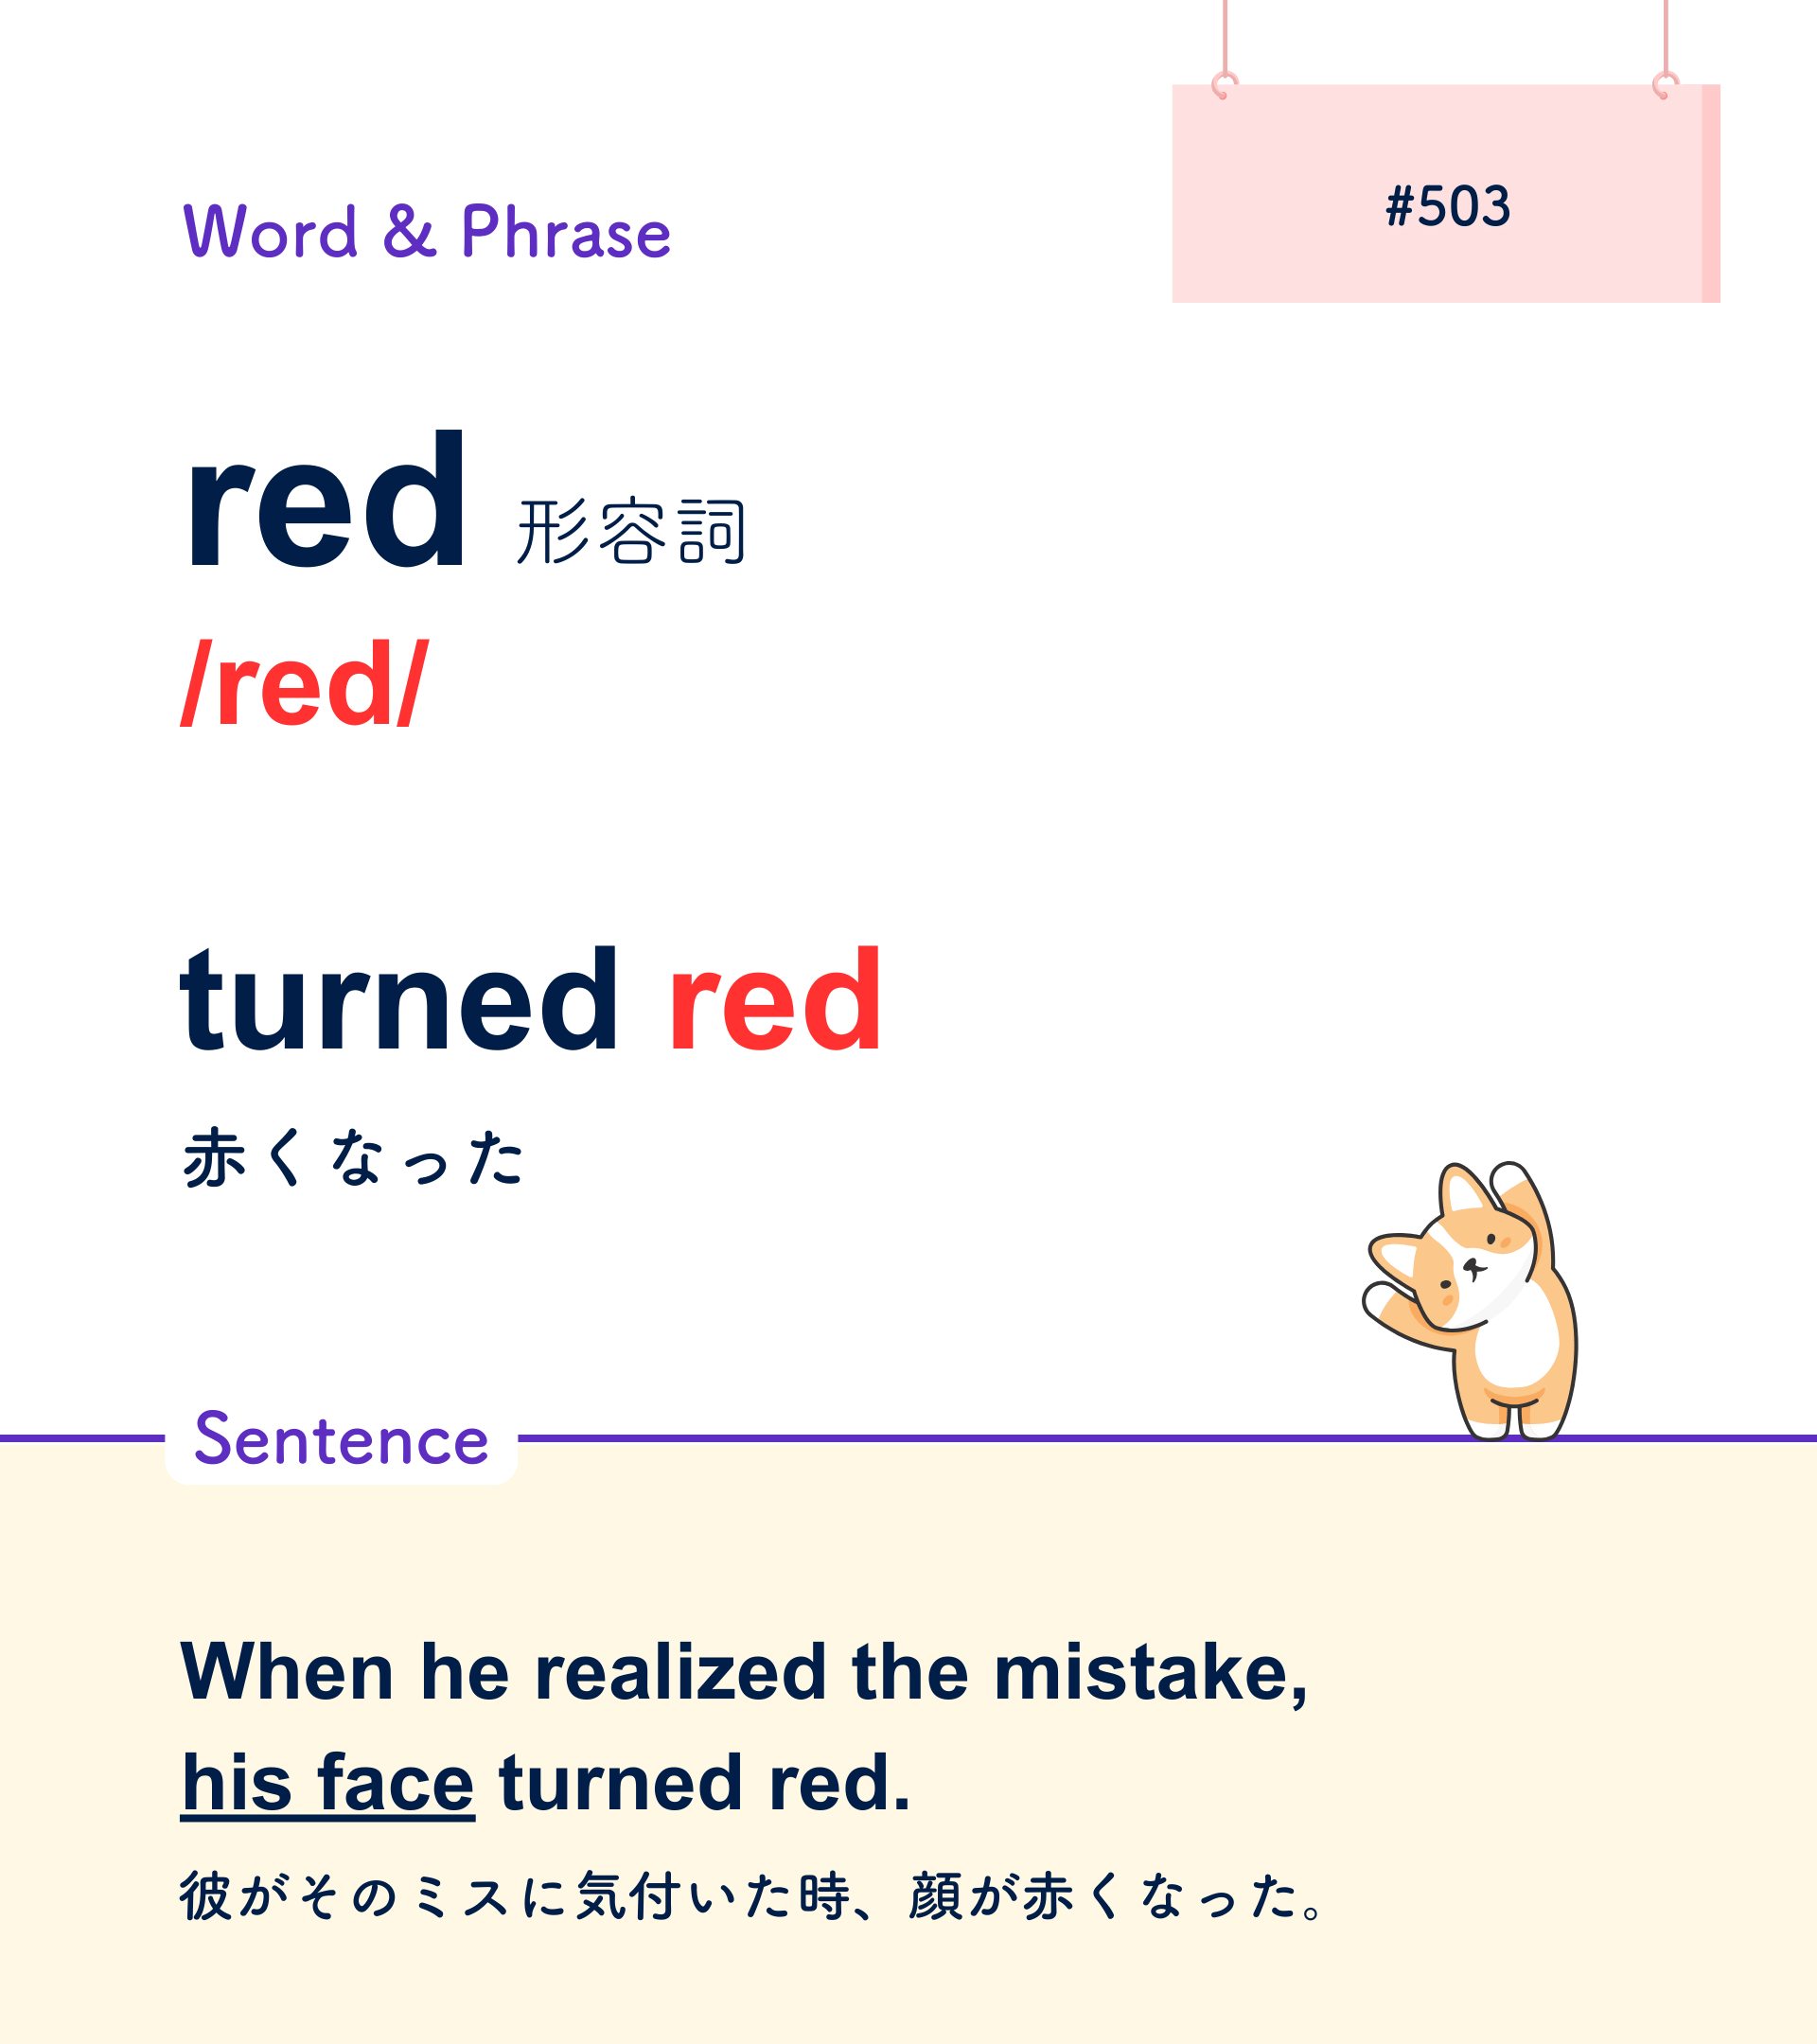 #503
Word & Phrase
red 形容詞
/red/
turned red
赤くなった
Sentence
When he realized the mistake,
his face turned red.
彼がそのミスに気付いた時、顔が赤くなった。